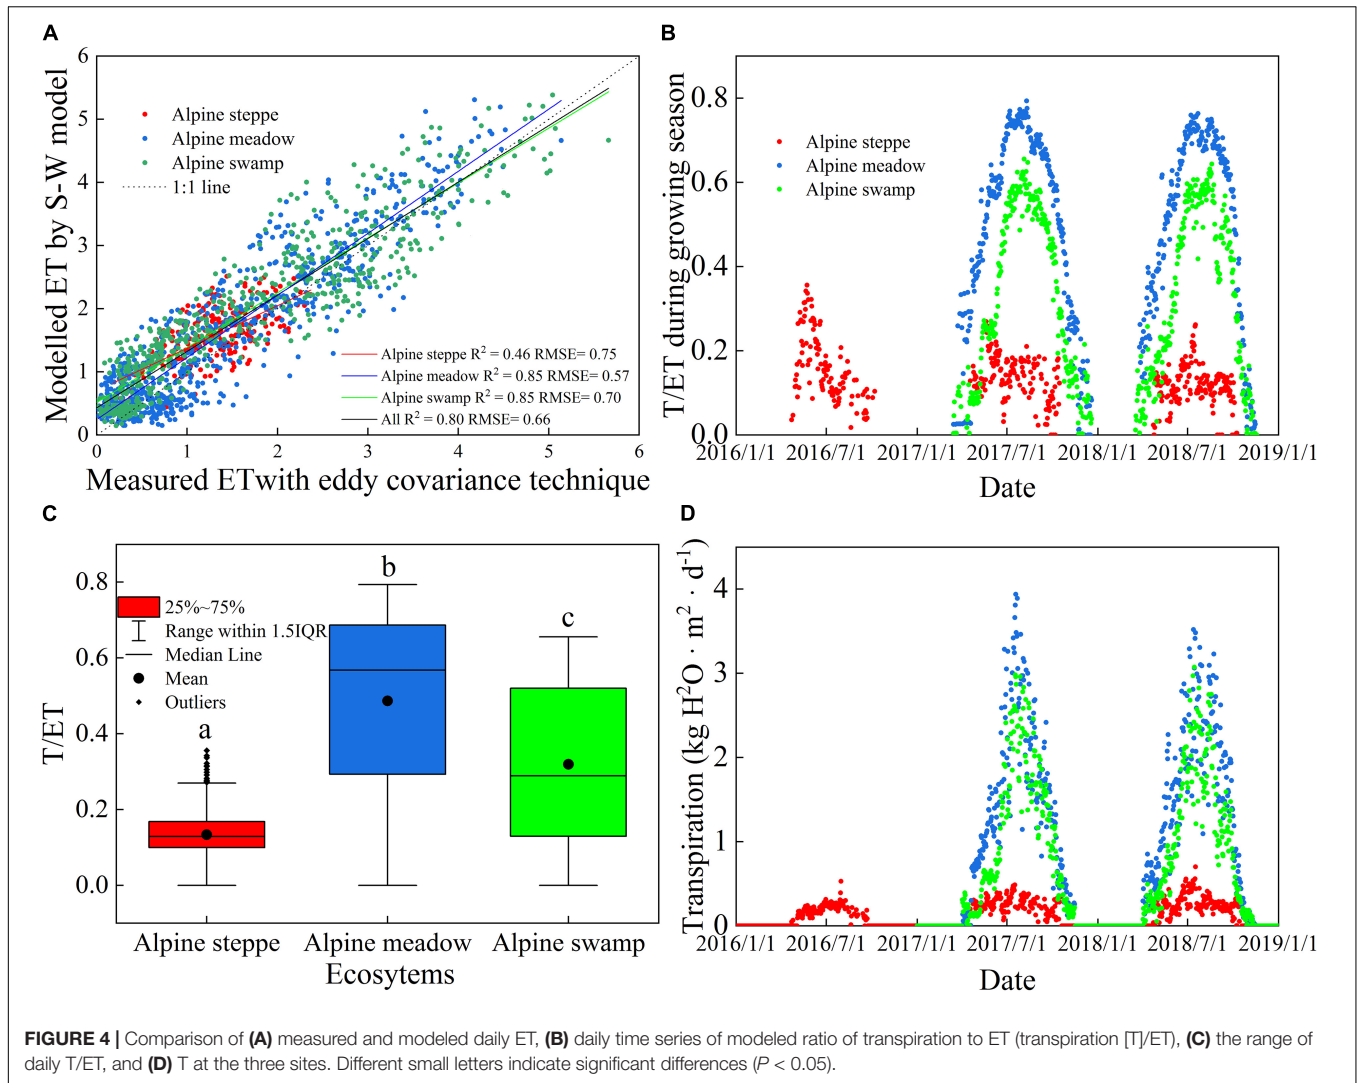 A
Modelled ET by S-W model
6
5
4
3
2
1
0
Alpine steppe
Alpine meadow
Alpine swamp
1:1 line
Alpine steppe R2 = 0.46 RMSE= 0.75
Alpine meadow R2 = 0.85 RMSE= 0.57
Alpine swamp R2 = 0.85 RMSE= 0.70
All R2 = 0.80 RMSE= 0.66
0 1 2 3 4 5 6
Measured ETwith eddy covariance technique
B
T/ET during growing season
0.8
0.6
0.4
0.2
0.0
Alpine steppe
Alpine meadow
Alpine swamp
2016/1/1 2016/7/1 2017/1/1 2017/7/1 2018/1/1 2018/7/1 2019/1/1
Date
C
T/ET
0.8
0.6
0.4
0.2
0.0
25%~75%
Range within 1.5IQR
Median Line
Mean
Outliers
a
b
c
Alpine steppe Alpine meadow Alpine swamp
Ecosytems
D
Transpiration (kg H2O · m2 · d-1)
4
3
2
1
0
2016/1/1 2016/7/1 2017/1/1 2017/7/1 2018/1/1 2018/7/1 2019/1/1
Date
FIGURE 4 | Comparison of (A) measured and modeled daily ET, (B) daily time series of modeled ratio of transpiration to ET (transpiration [T]/ET), (C) the range of
daily T/ET, and (D) T at the three sites. Different small letters indicate significant differences (P < 0.05).